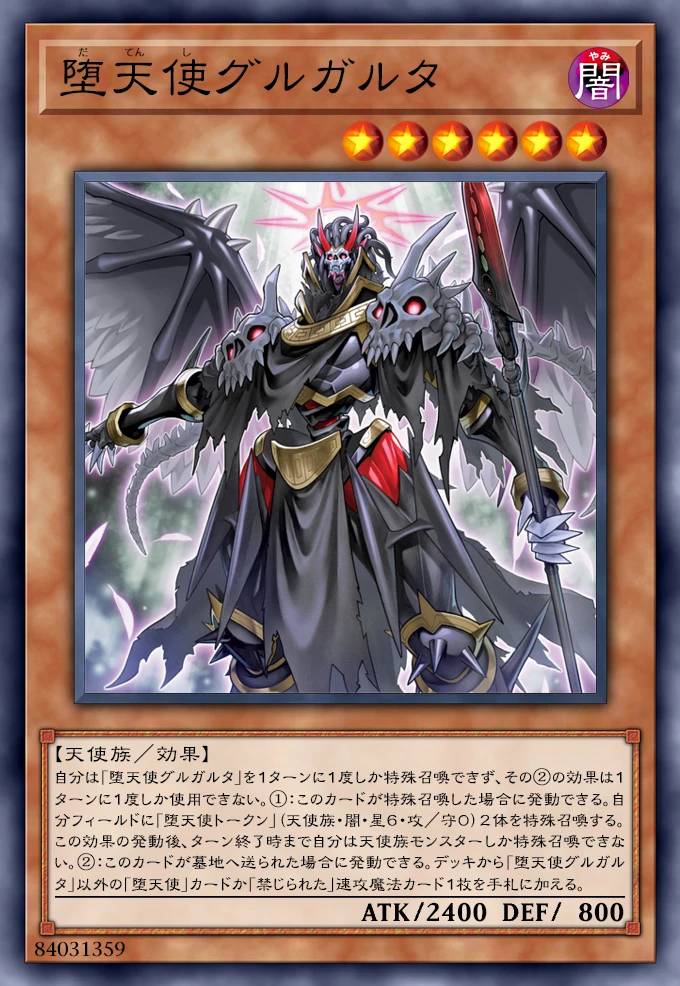 だ てん し
堕天使グルガルタ
やみ
闇
【天使族／効果】
自分は「堕天使グルガルタ」を1ターンに1度しか特殊召喚できず、その②の効果は1
ターンに1度しか使用できない。①：このカードが特殊召喚した場合に発動できる。自
分フィールドに「堕天使トークン」(天使族・闇・星6・攻／守0)２体を特殊召喚する。
この効果の発動後、ターン終了時まで自分は天使族モンスターしか特殊召喚できな
い。②：このカードが墓地へ送られた場合に発動できる。デッキから「堕天使グルガル
タ」以外の「堕天使」カードか「禁じられた」速攻魔法カード1枚を手札に加える。
ATK/2400 DEF/ 800
84031359